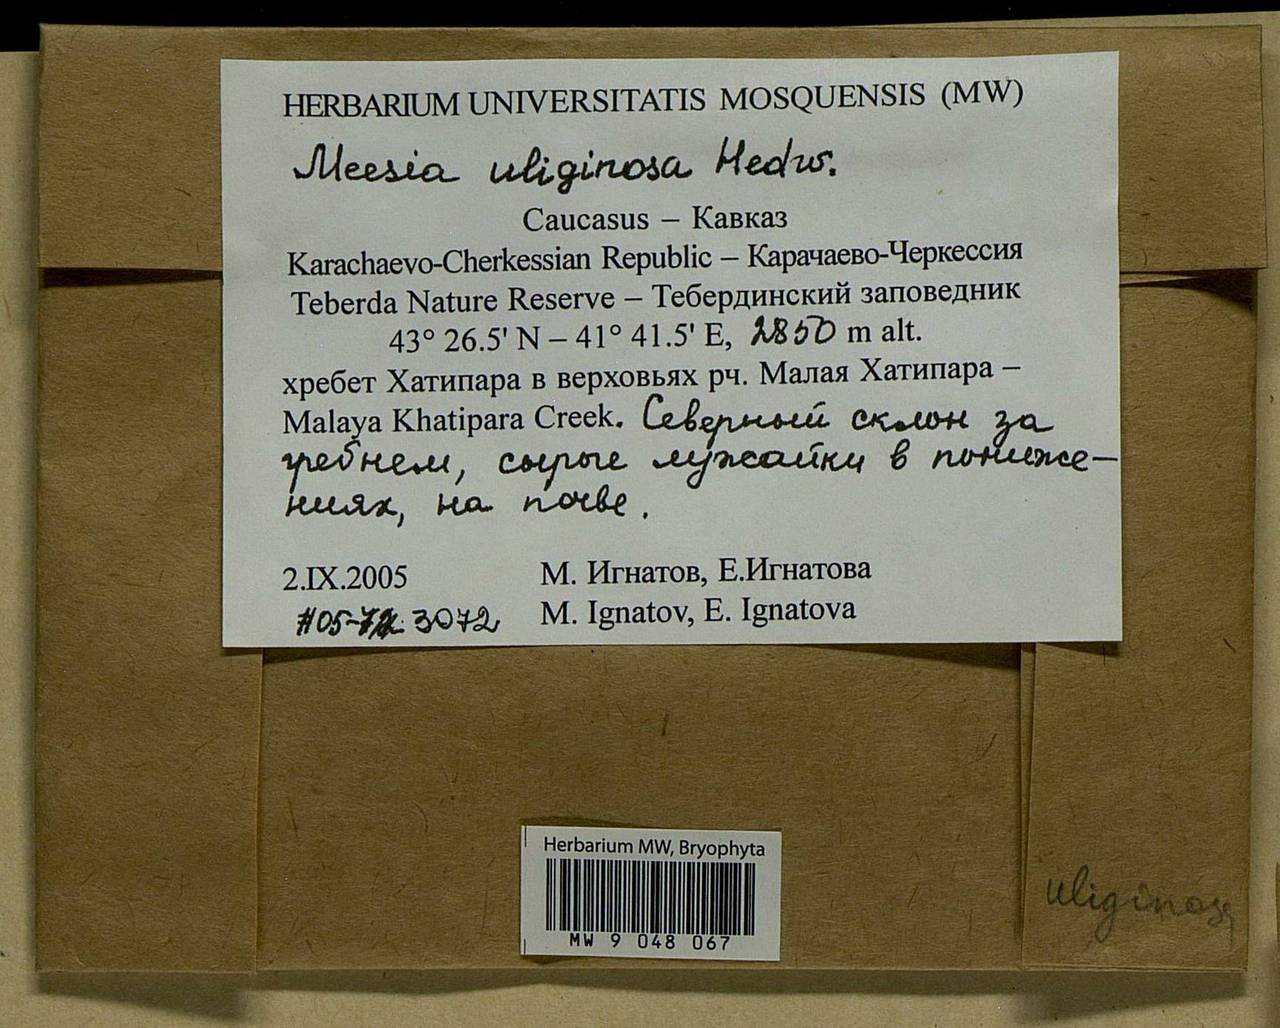 HERBARIUM UNIVERSITATIS MOSQUENSIS (MW)
Meesia uliginosa Hedw.
Caucasus – Кавказ
Karachaevo-Cherkessian Republic – Карачаево-Черкессия
Teberda Nature Reserve – Тебердинский заповедник
43° 26.5' N – 41° 41.5' E, 2850 m alt.
хребет Хатипара в верховьях рч. Малая Хатипара –
Malaya Khatipara Creek. Северный склон за
гребнем, сырые лужайки в пониже-
ниях, на почве.
2.IX.2005 М. Игнатов, Е.Игнатова
#05- 3072 M. Ignatov, E. Ignatova
Herbarium MW, Bryophyta
MW 9 048 067
uliginosa